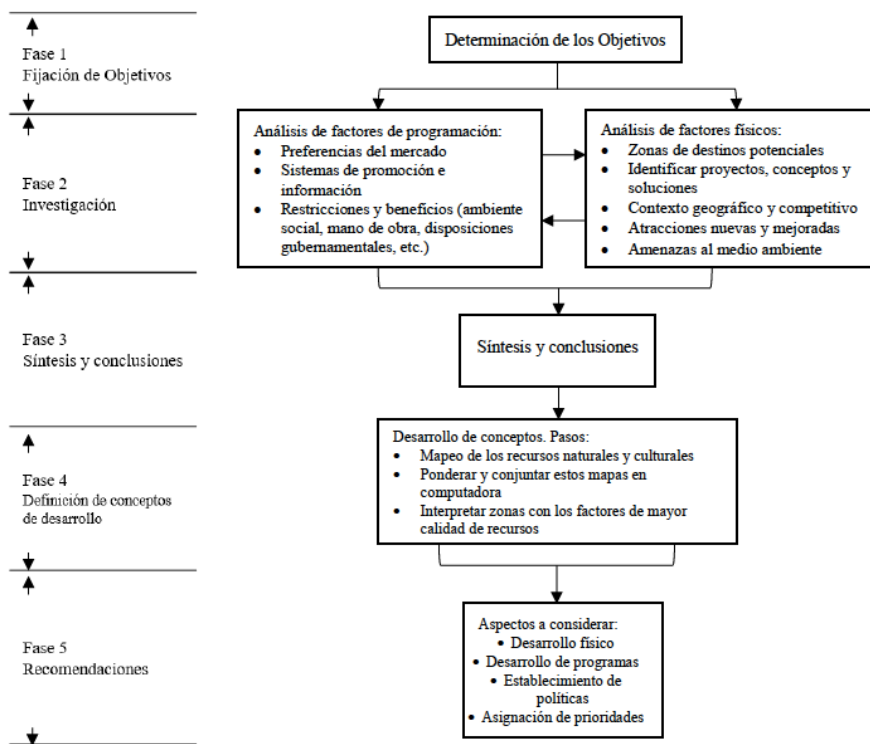 Fase 1
Fijación de Objetivos
Determinación de los Objetivos
Fase 2
Investigación
Análisis de factores de programación:
• Preferencias del mercado
• Sistemas de promoción e
información
• Restricciones y beneficios (ambiente
social, mano de obra, disposiciones
gubernamentales, etc.)
Análisis de factores físicos:
• Zonas de destinos potenciales
• Identificar proyectos, conceptos y
soluciones
• Contexto geográfico y competitivo
• Atracciones nuevas y mejoradas
• Amenazas al medio ambiente
Fase 3
Síntesis y conclusiones
Síntesis y conclusiones
Fase 4
Definición de conceptos
de desarrollo
Desarrollo de conceptos. Pasos:
• Mapeo de los recursos naturales y culturales
• Ponderar y conjuntar estos mapas en
computadora
• Interpretar zonas con los factores de mayor
calidad de recursos
Fase 5
Recomendaciones
Aspectos a considerar:
• Desarrollo físico
• Desarrollo de programas
• Establecimiento de
políticas
• Asignación de prioridades